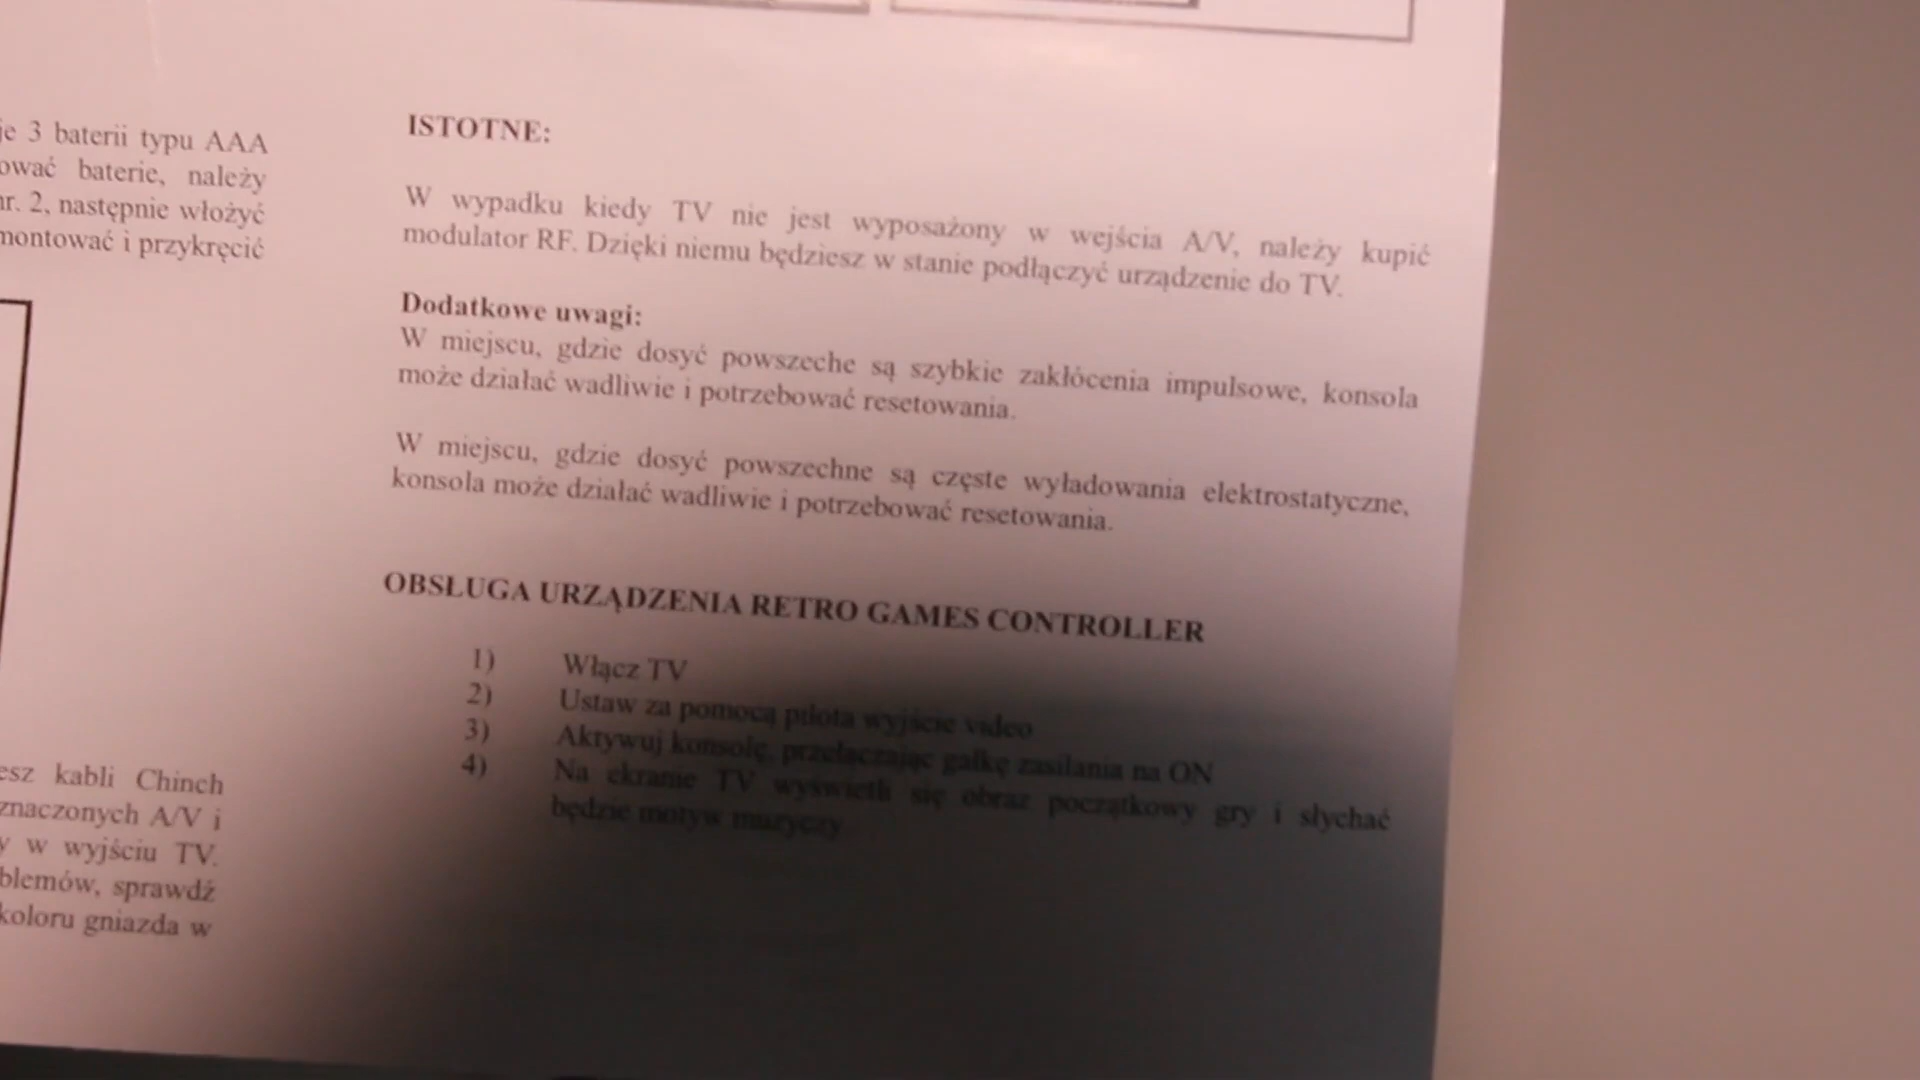 je 3 baterii typu AAA
ować baterie, należy
nr. 2, następnie włożyć
montować i przykręcić
esz kabli Chinch
znaczonych A/V i
y w wyjściu TV.
blemów, sprawdź
koloru gniazda w
ISTOTNE:
W wypadku kiedy TV nie jest wyposażony w wejścia A/V, należy kupić
modulator RF. Dzięki niemu będziesz w stanie podłączyć urządzenie do TV.
Dodatkowe uwagi:
W miejscu, gdzie dosyć powszeche są szybkie zakłócenia impulsowe, konsola
może działać wadliwie i potrzebować resetowania.
W miejscu, gdzie dosyć powszechne są częste wyładowania elektrostatyczne,
konsola może działać wadliwie i potrzebować resetowania.
OBSŁUGA URZĄDZENIA RETRO GAMES CONTROLLER
1) Włącz TV
2) Ustaw za pomocą pilota wyjście video
3) Aktywuj konsolę, przełączając gałkę zasilania na ON
4) Na ekranie TV wyświetli się obraz początkowy gry i słychać
będzie motyw muzyczy